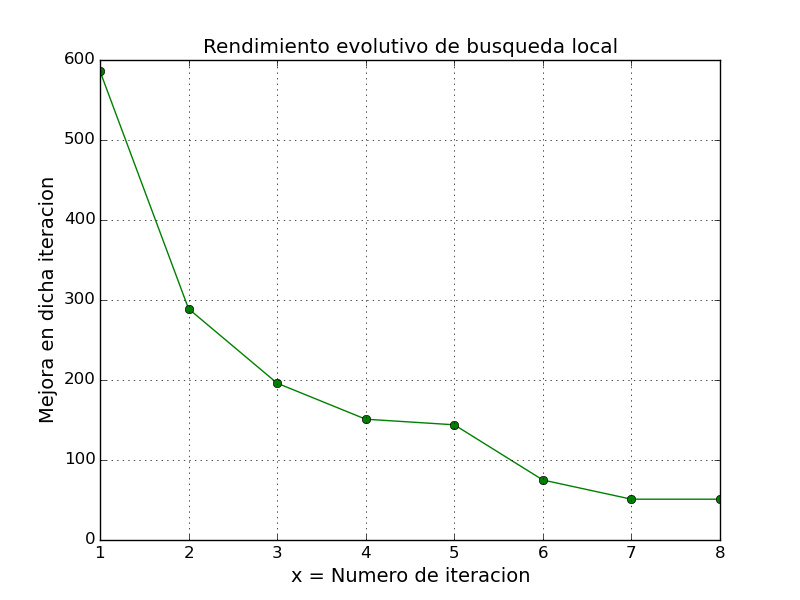 Rendimiento evolutivo de busqueda local
600
500
400
300
200
100
0
Mejora en dicha iteracion
1 2 3 4 5 6 7 8
x = Numero de iteracion